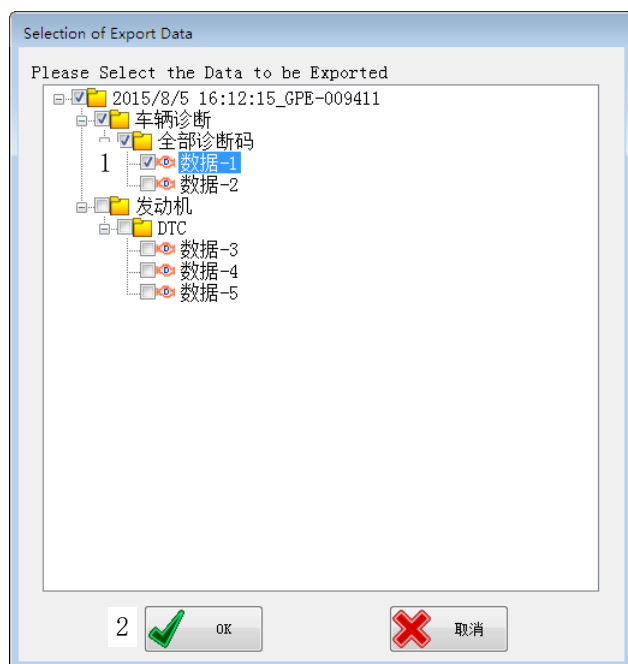 Selection of Export Data
Please Select the Data to be Exported
2015/8/5 16:12:15_GPE-009411
车辆诊断
全部诊断码
1 数据-1
数据-2
发动机
DTC
数据-3
数据-4
数据-5
2 OK 取消